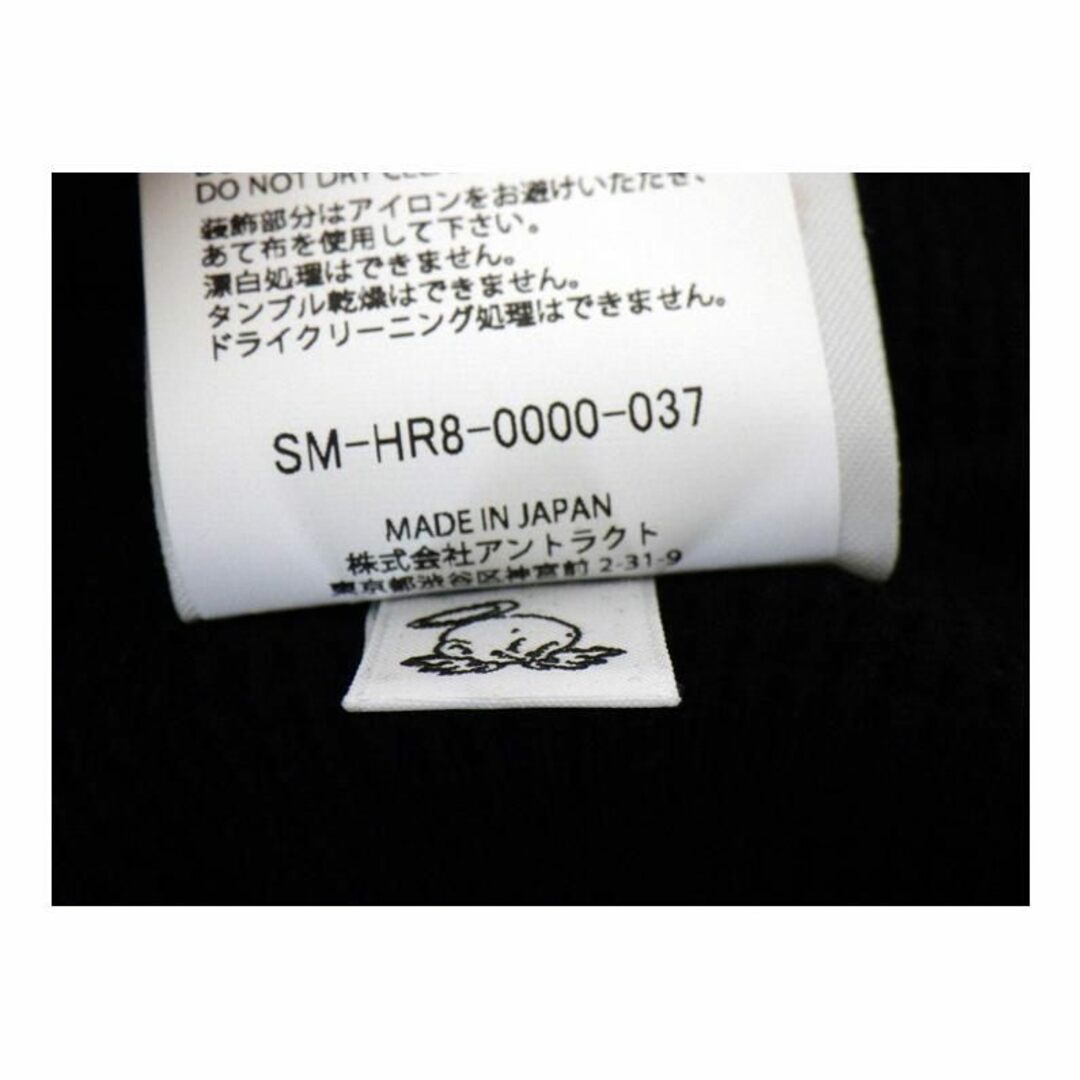 DO NOT DRY CLE
装飾部分はアイロンをお避けいただき、
あて布を使用して下さい。
漂白処理はできません。
タンブル乾燥はできません。
ドライクリーニング処理はできません。
SM-HR8-0000-037
MADE IN JAPAN
株式会社アントラクト
東京都渋谷区神宮前 2-31-9